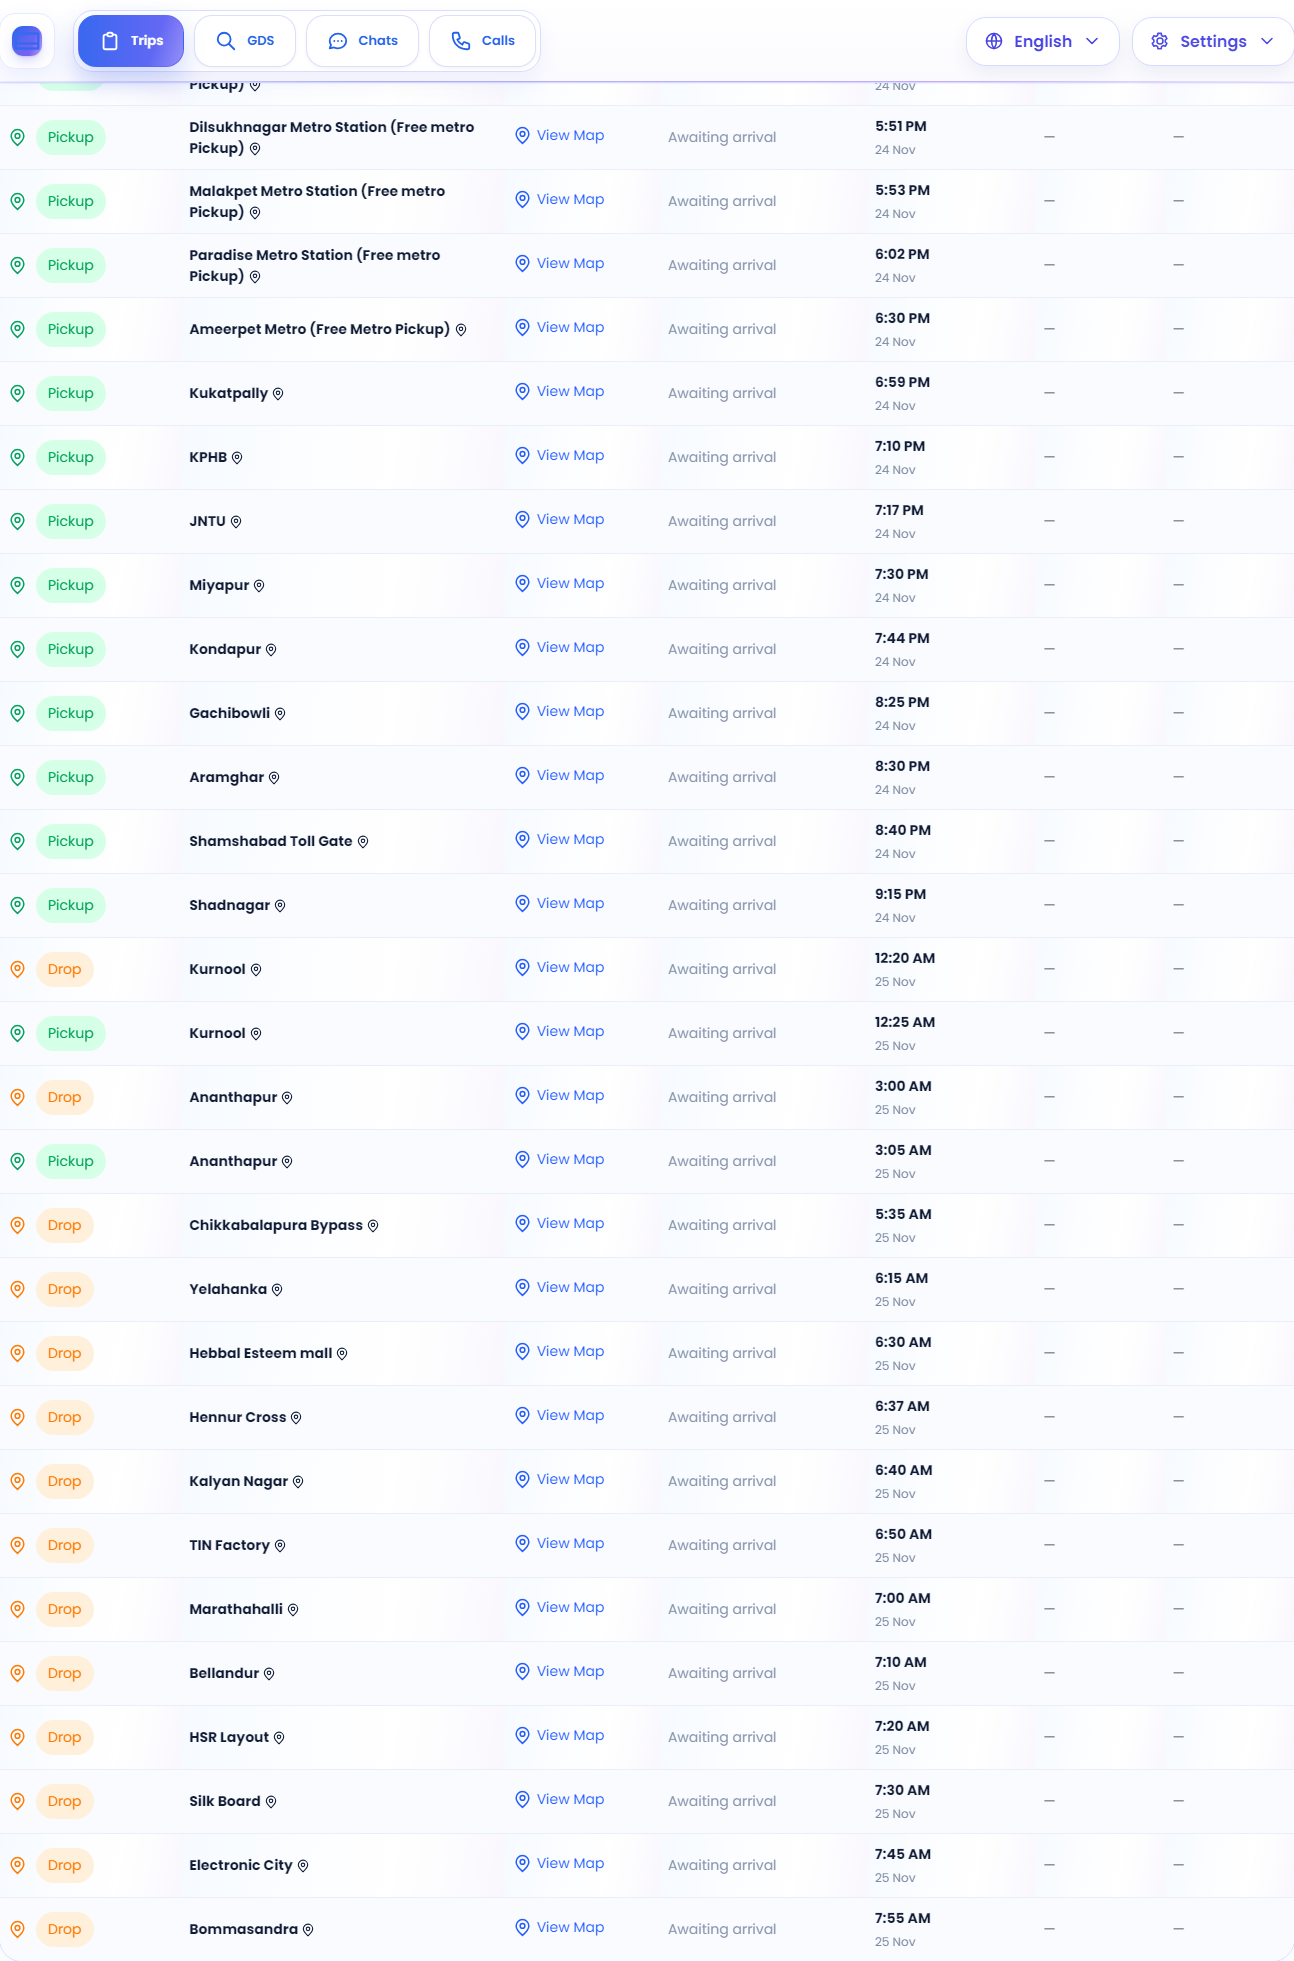 Trips
GDS
Chats
Calls
English
Settings
Pickup)
24 Nov
Pickup
Dilsukhnagar Metro Station (Free metro
Pickup)
View Map
Awaiting arrival
5:51 PM
24 Nov
—
—
Pickup
Malakpet Metro Station (Free metro
Pickup)
View Map
Awaiting arrival
5:53 PM
24 Nov
—
—
Pickup
Paradise Metro Station (Free metro
Pickup)
View Map
Awaiting arrival
6:02 PM
24 Nov
—
—
Pickup
Ameerpet Metro (Free Metro Pickup)
View Map
Awaiting arrival
6:30 PM
24 Nov
—
—
Pickup
Kukatpally
View Map
Awaiting arrival
6:59 PM
24 Nov
—
—
Pickup
KPHB
View Map
Awaiting arrival
7:10 PM
24 Nov
—
—
Pickup
JNTU
View Map
Awaiting arrival
7:17 PM
24 Nov
—
—
Pickup
Miyapur
View Map
Awaiting arrival
7:30 PM
24 Nov
—
—
Pickup
Kondapur
View Map
Awaiting arrival
7:44 PM
24 Nov
—
—
Pickup
Gachibowli
View Map
Awaiting arrival
8:25 PM
24 Nov
—
—
Pickup
Aramghar
View Map
Awaiting arrival
8:30 PM
24 Nov
—
—
Pickup
Shamshabad Toll Gate
View Map
Awaiting arrival
8:40 PM
24 Nov
—
—
Pickup
Shadnagar
View Map
Awaiting arrival
9:15 PM
24 Nov
—
—
Drop
Kurnool
View Map
Awaiting arrival
12:20 AM
25 Nov
—
—
Pickup
Kurnool
View Map
Awaiting arrival
12:25 AM
25 Nov
—
—
Drop
Ananthapur
View Map
Awaiting arrival
3:00 AM
25 Nov
—
—
Pickup
Ananthapur
View Map
Awaiting arrival
3:05 AM
25 Nov
—
—
Drop
Chikkabalapura Bypass
View Map
Awaiting arrival
5:35 AM
25 Nov
—
—
Drop
Yelahanka
View Map
Awaiting arrival
6:15 AM
25 Nov
—
—
Drop
Hebbal Esteem mall
View Map
Awaiting arrival
6:30 AM
25 Nov
—
—
Drop
Hennur Cross
View Map
Awaiting arrival
6:37 AM
25 Nov
—
—
Drop
Kalyan Nagar
View Map
Awaiting arrival
6:40 AM
25 Nov
—
—
Drop
TIN Factory
View Map
Awaiting arrival
6:50 AM
25 Nov
—
—
Drop
Marathahalli
View Map
Awaiting arrival
7:00 AM
25 Nov
—
—
Drop
Bellandur
View Map
Awaiting arrival
7:10 AM
25 Nov
—
—
Drop
HSR Layout
View Map
Awaiting arrival
7:20 AM
25 Nov
—
—
Drop
Silk Board
View Map
Awaiting arrival
7:30 AM
25 Nov
—
—
Drop
Electronic City
View Map
Awaiting arrival
7:45 AM
25 Nov
—
—
Drop
Bommasandra
View Map
Awaiting arrival
7:55 AM
25 Nov
—
—